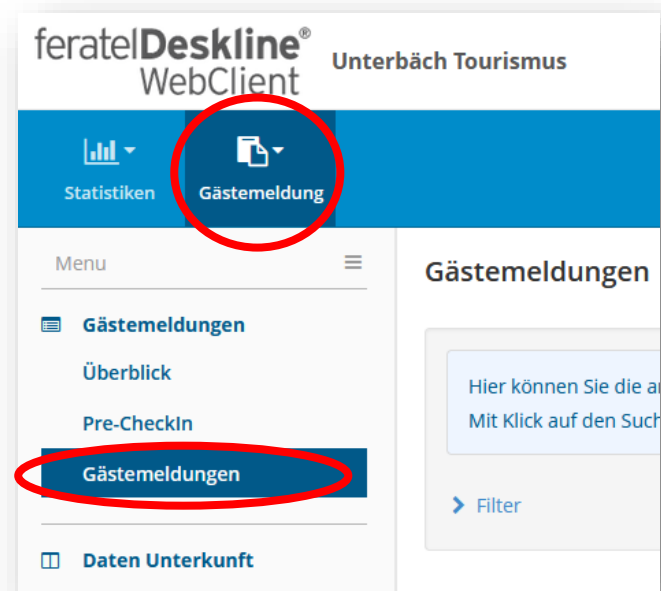 feratelDeskline®
WebClient
Unterbäch Tourismus
Statistiken
Gästemeldung
Menu
Gästemeldungen
Gästemeldungen
Überblick
Pre-CheckIn
Gästemeldungen
Daten Unterkunft
Hier können Sie die
Mit Klick auf den
Filter